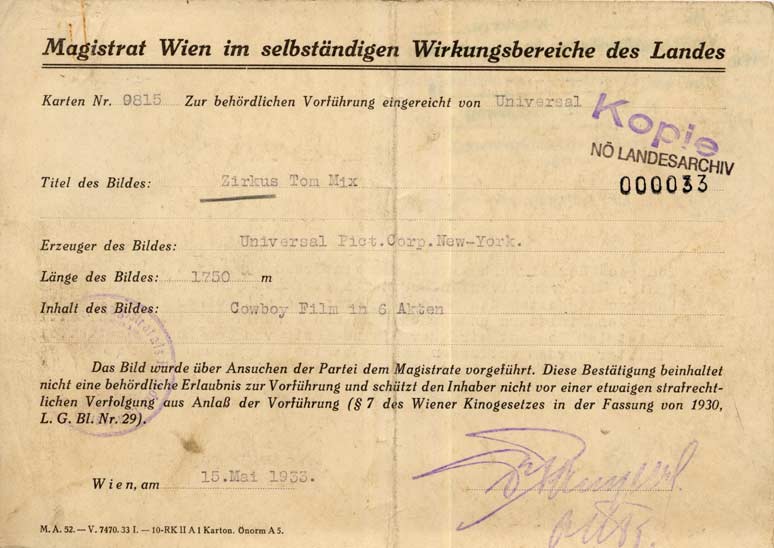 Magistrat Wien im selbständigen Wirkungsbereiche des Landes
Karten Nr. 9815 Zur behördlichen Vorführung eingereicht von Universal
Kopie
NÖ LANDESARCHIV
000033
Titel des Bildes: Zirkus Tom Mix
Erzeuger des Bildes: Universal Pict.Corp.New-York.
Länge des Bildes: 1750 m
Inhalt des Bildes: Cowboy Film in 6 Akten
Das Bild wurde über Ansuchen der Partei dem Magistrate vorgeführt. Diese Bestätigung beinhaltet
nicht eine behördliche Erlaubnis zur Vorführung und schützt den Inhaber nicht vor einer etwaigen strafrecht-
lichen Verfolgung aus Anlaß der Vorführung (§ 7 des Wiener Kinogesetzes in der Fassung von 1930,
L. G. Bl. Nr. 29).
Wien, am 15.Mai 1933.
M. A. 52. — V. 7470. 33 I. — 10-RK II A 1 Karton. Önorm A 5.